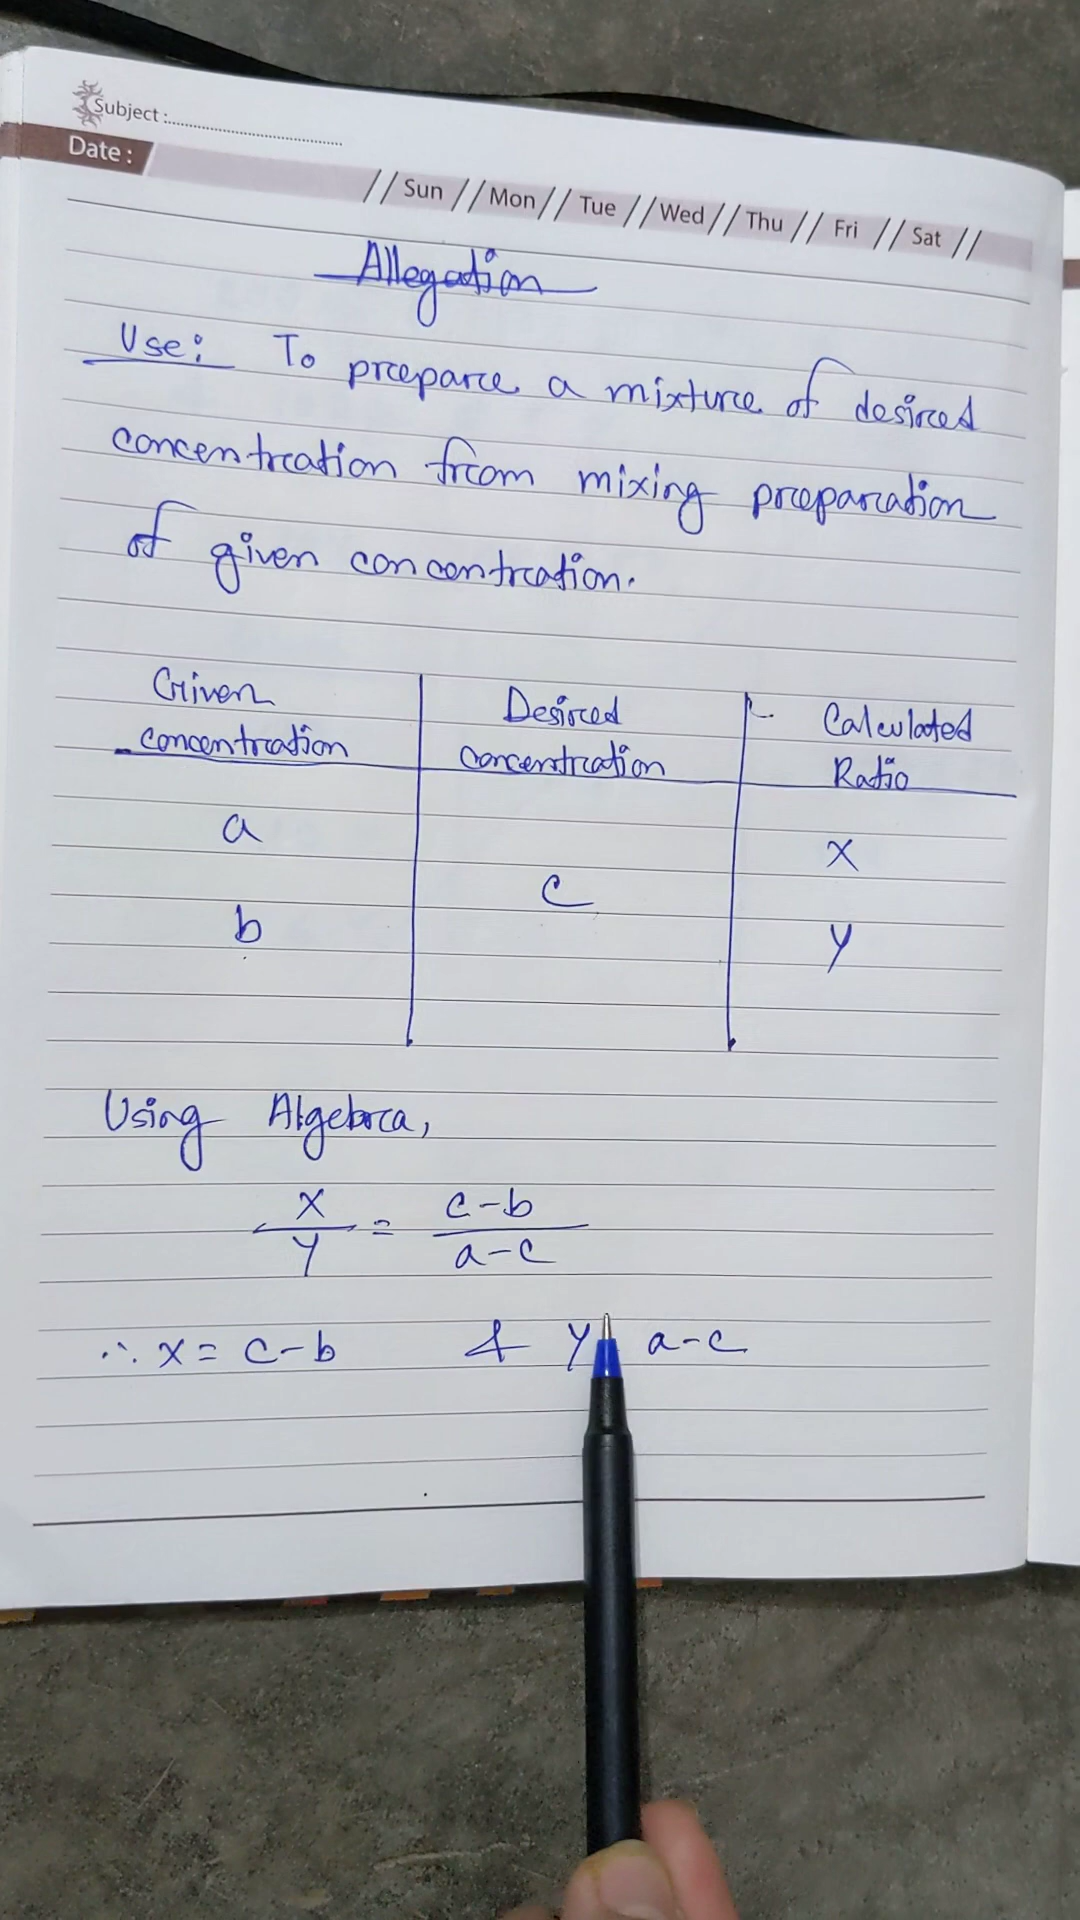 Subject :
Date :
// Sun // Mon // Tue // Wed // Thu // Fri // Sat //
Allegation
Use: To prepare a mixture of desired
concentration from mixing preparation
of given concentration.
Given concentration
Desired concentration
Calculated Ratio
a
x
c
b
y
Using Algebra,
x/y = c-b/a-c
∴ x = c-b & y a-c